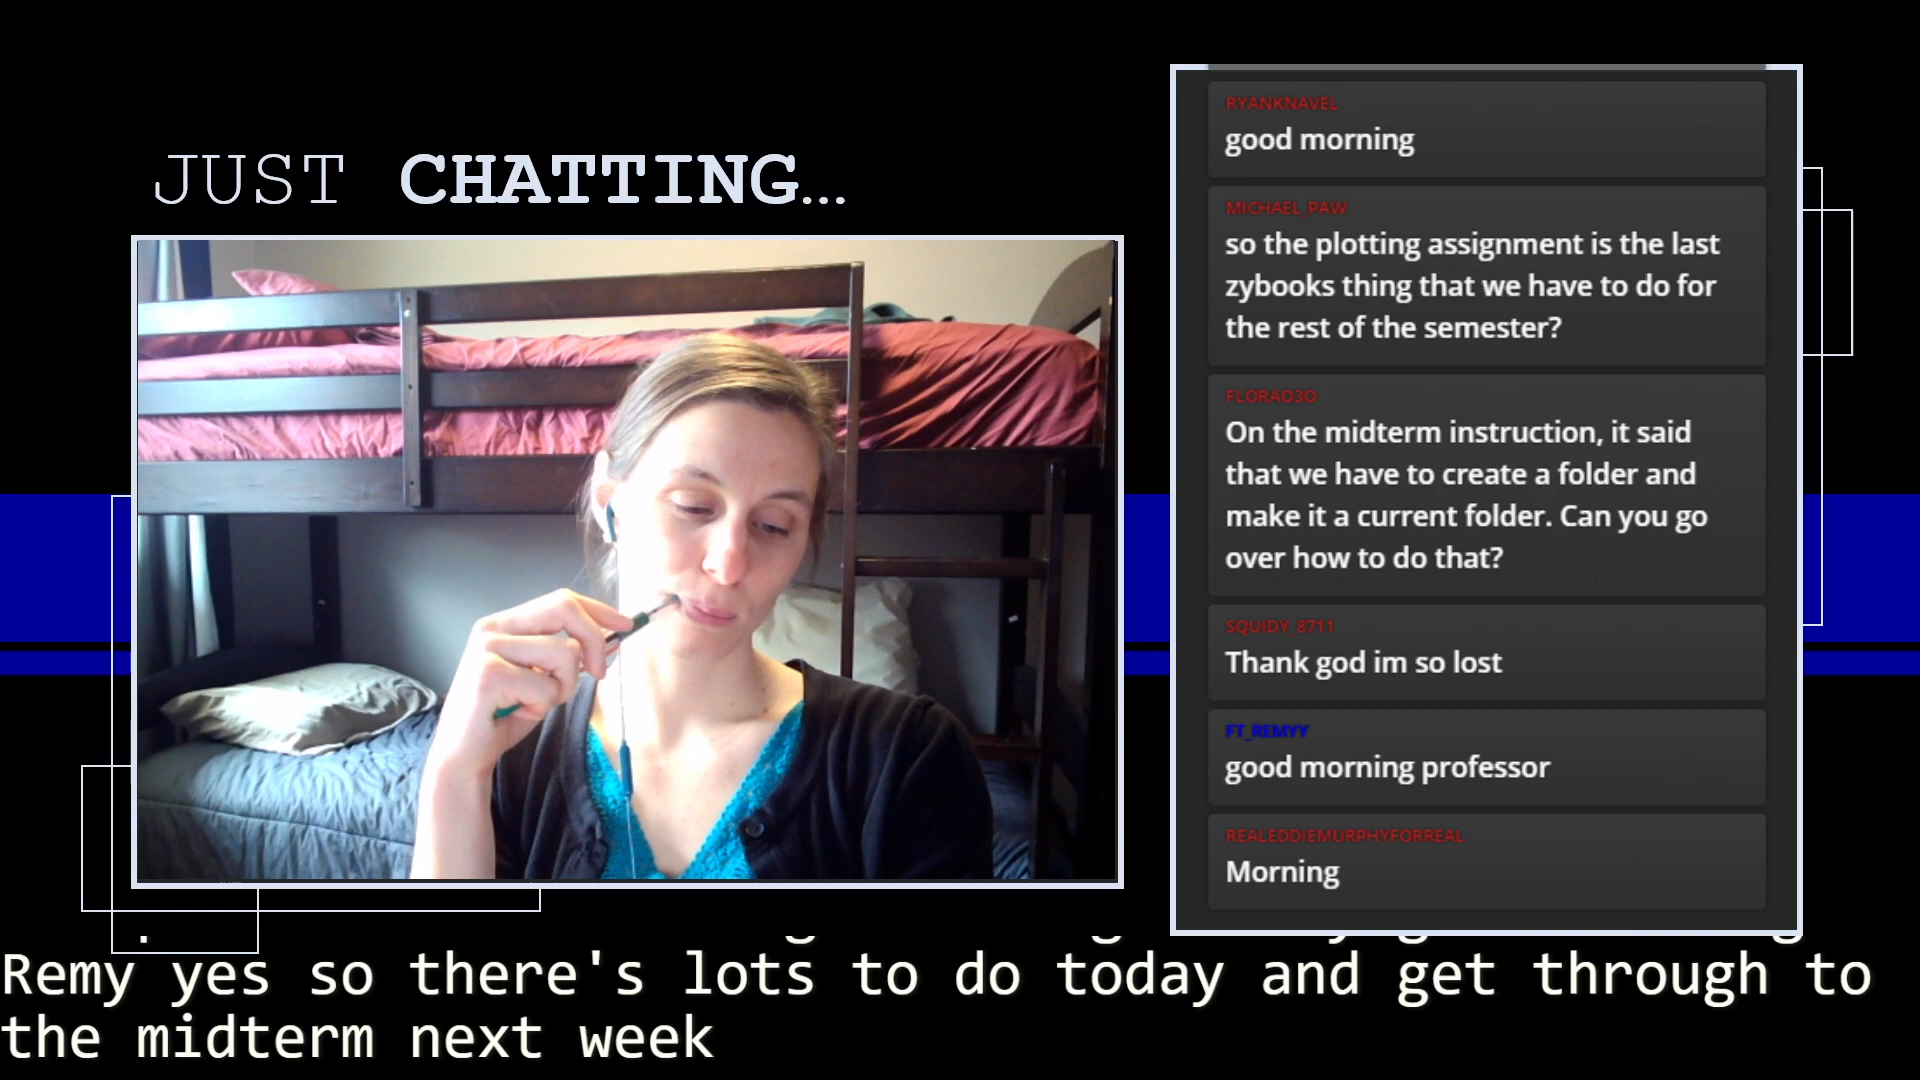 JUST CHATTING...
RYANKNAVEL
good morning
MICHAEL_PAW
so the plotting assignment is the last
zybooks thing that we have to do for
the rest of the semester?
FLORAO3O
On the midterm instruction, it said
that we have to create a folder and
make it a current folder. Can you go
over how to do that?
SQUIDY_8711
Thank god im so lost
FT_REMYY
good morning professor
REALEDDIEMURPHYFORREAL
Morning
Remy yes so there's lots to do today and get through to
the midterm next week